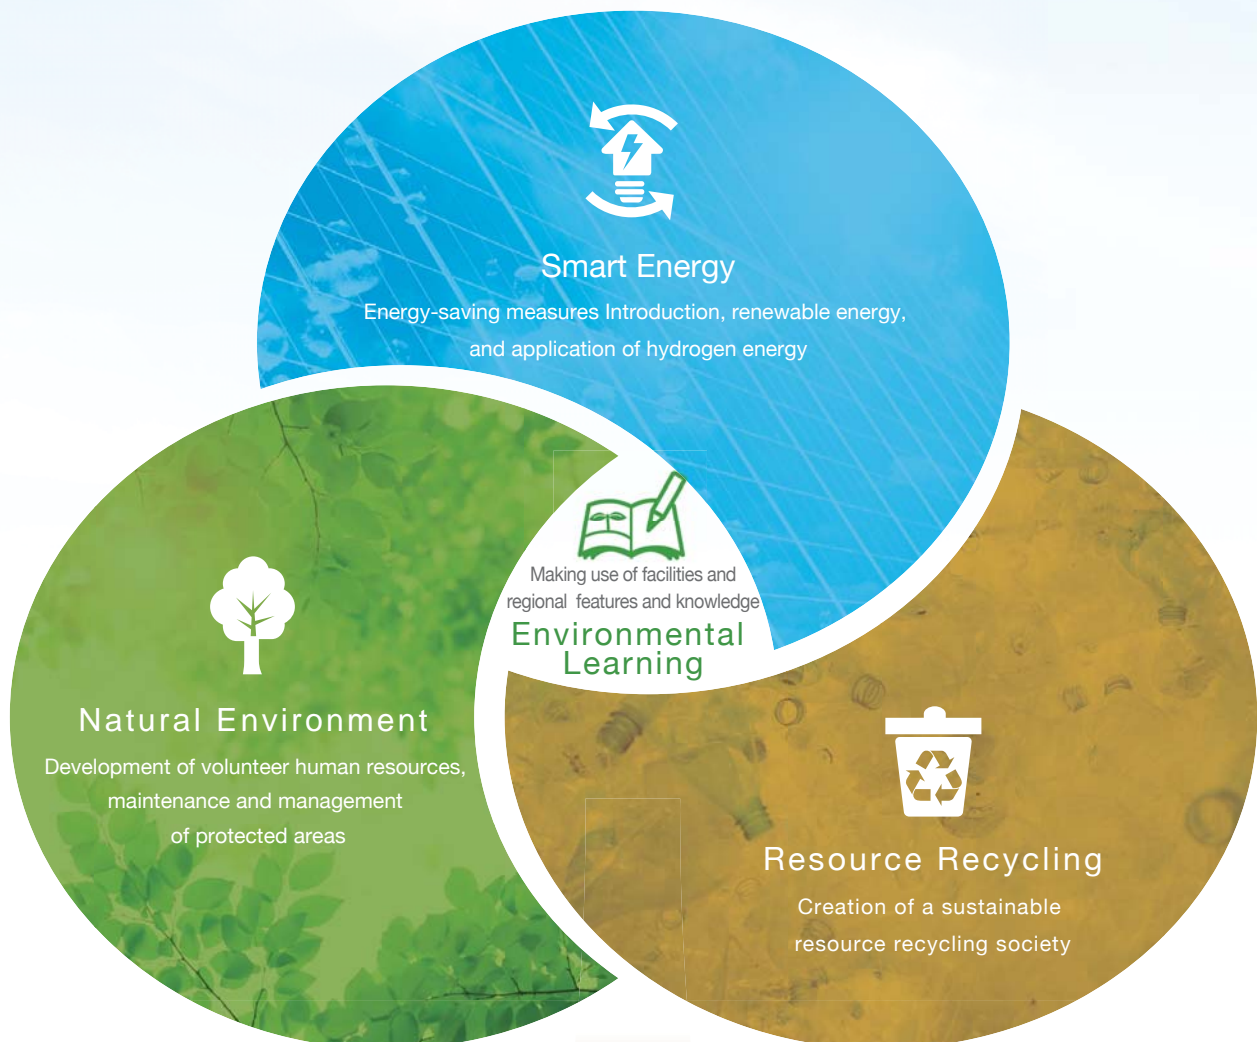 Smart Energy
Energy-saving measures Introduction, renewable energy,
and application of hydrogen energy
Making use of facilities and
regional features and knowledge
Environmental
Learning
Natural Environment
Development of volunteer human resources,
maintenance and management
of protected areas
Resource Recycling
Creation of a sustainable
resource recycling society